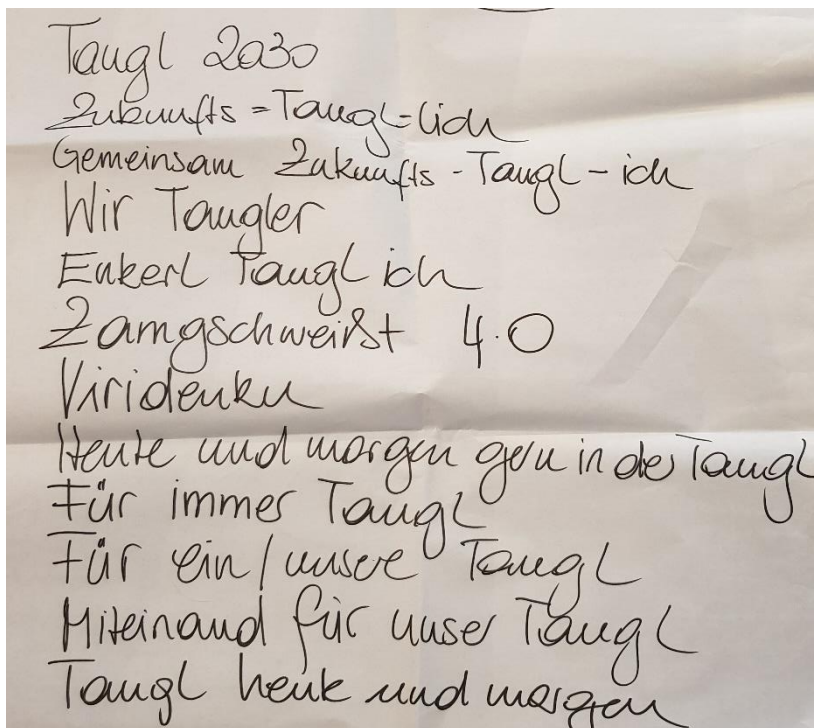 Taugl 2030
Zukunfts=Taugl=lich
Gemeinsam Zukunfts-Taugl-ich
Wir Taugler
Enkerl Taugl ich
Zamgschweißt 4.0
Viridenku
Heute und morgen gern in der Taugl
Für immer Taugl
Für ein/unsere Taugl
Miteinand für unser Taugl
Taugl heute und morgen